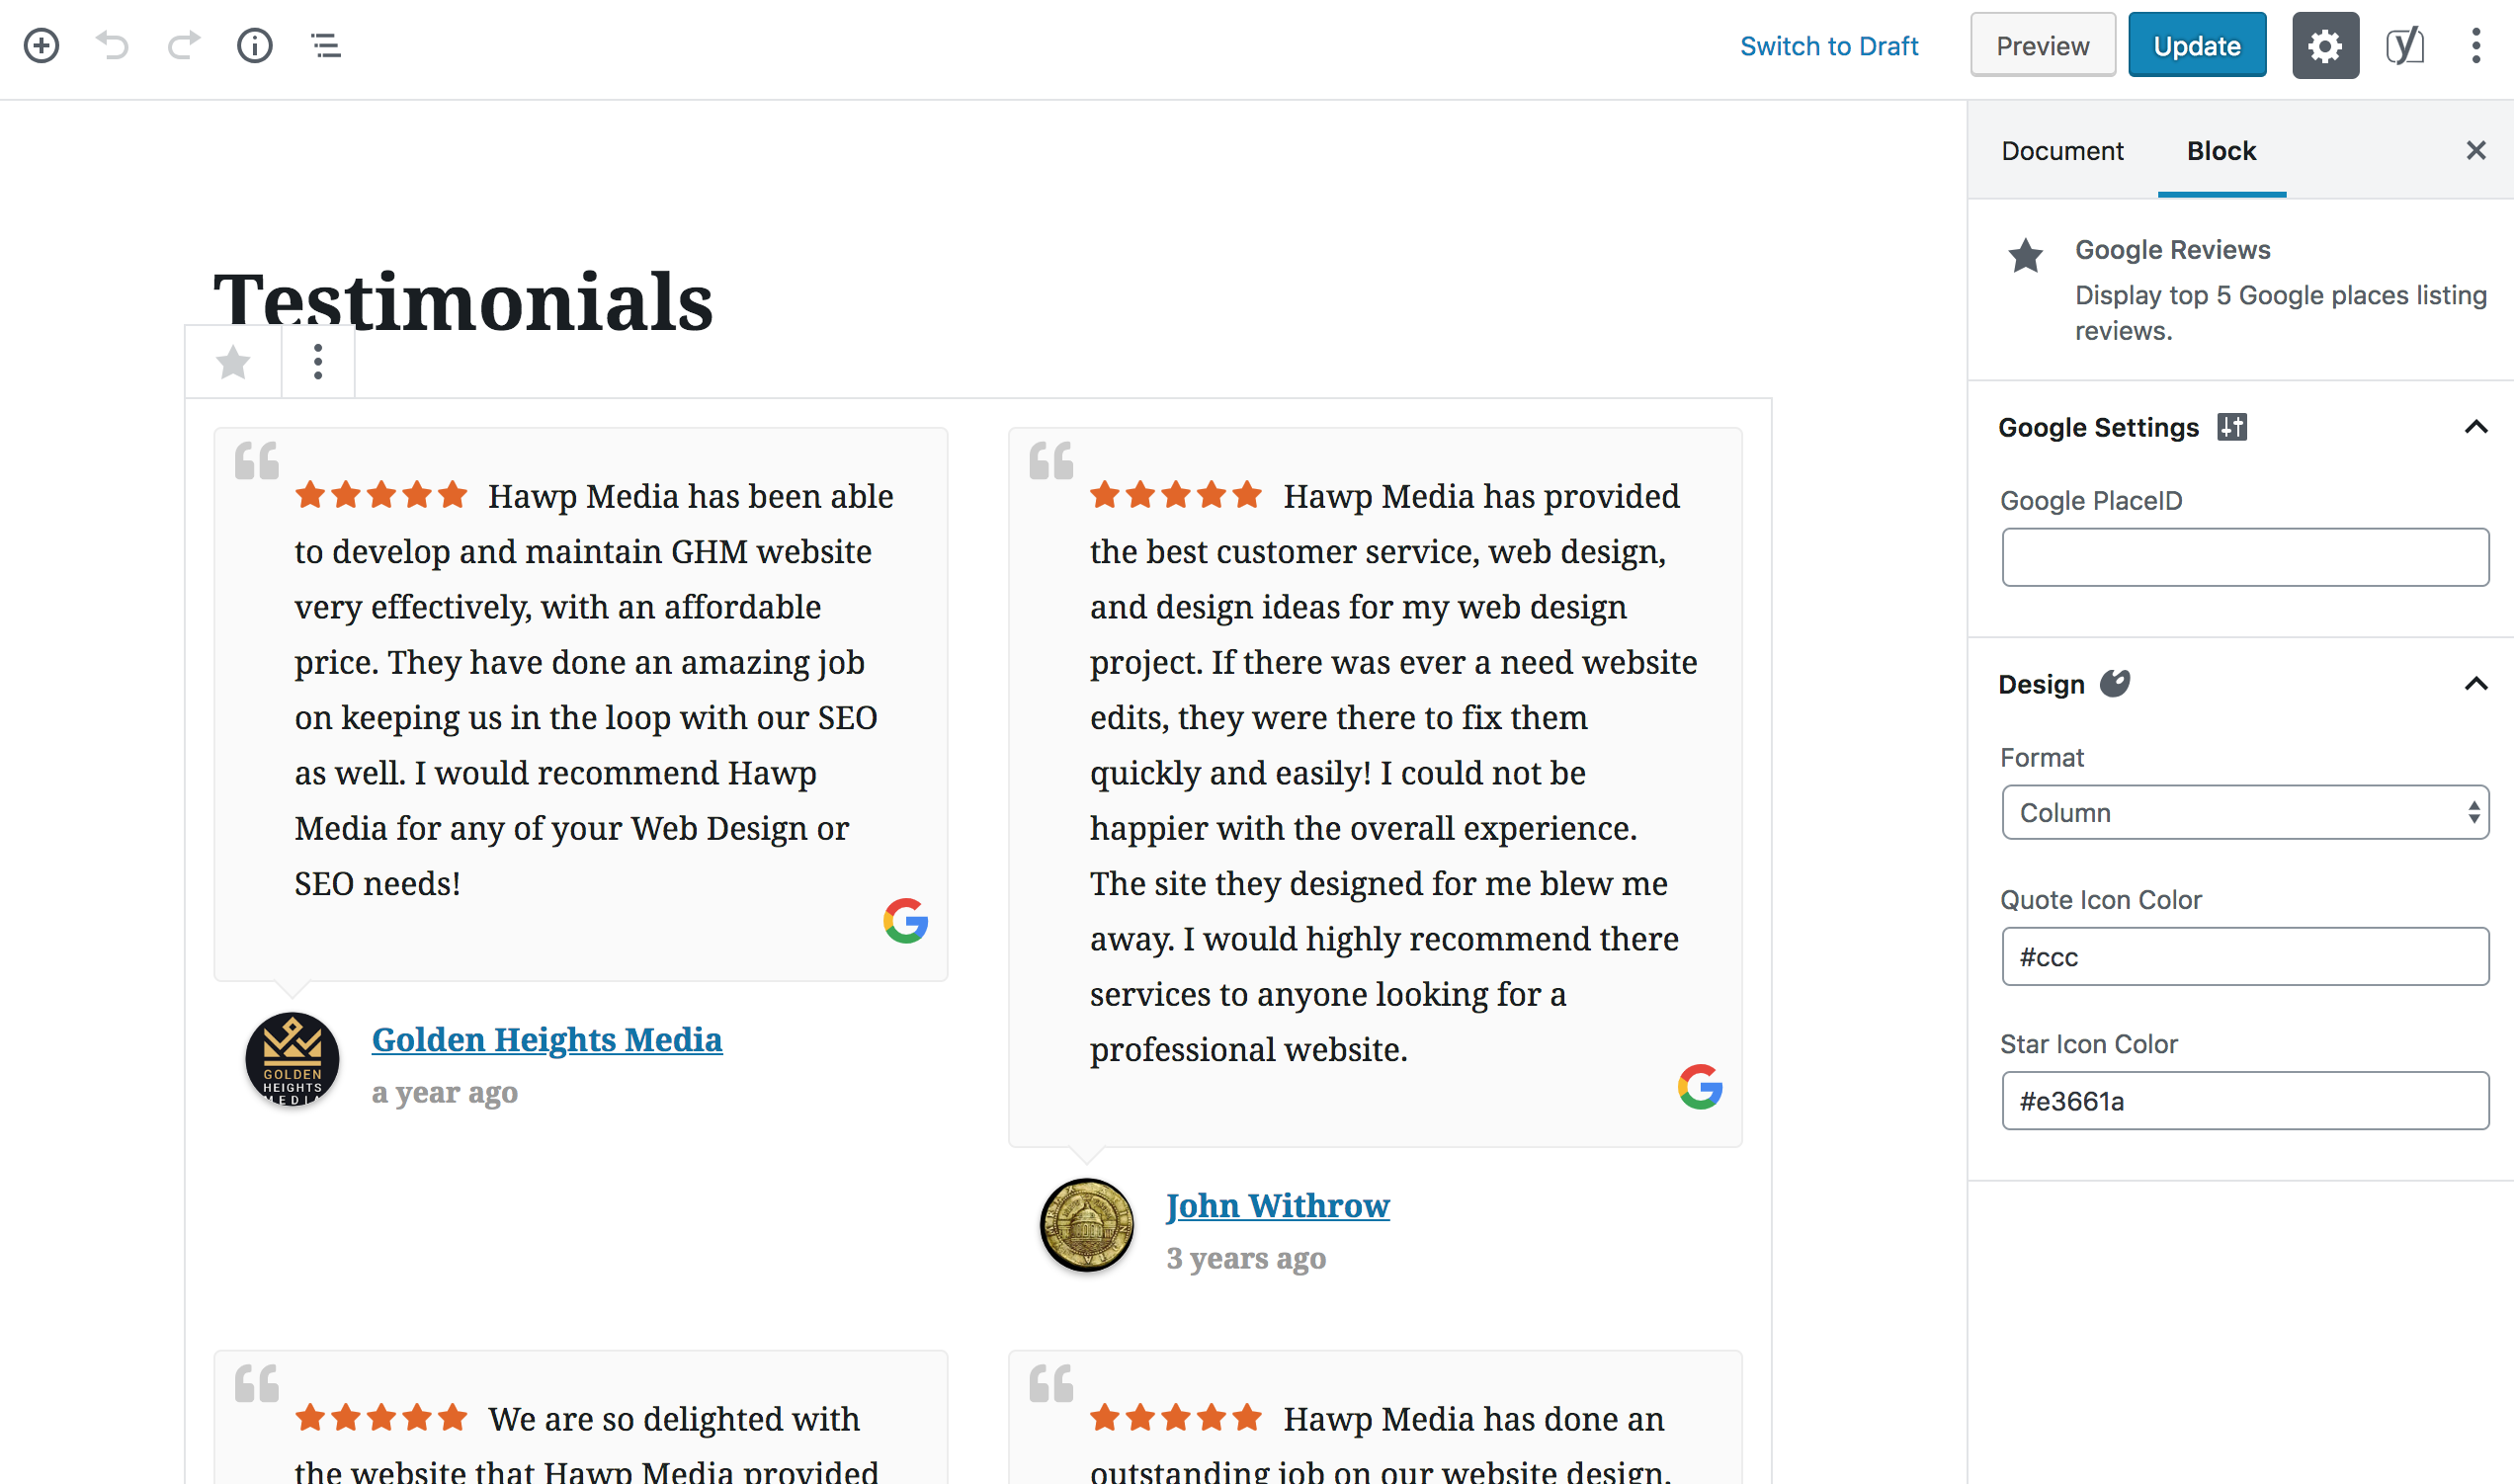 Switch to Draft
Preview
Update
Testimonials
Hawp Media has been able
to develop and maintain GHM website
very effectively, with an affordable
price. They have done an amazing job
on keeping us in the loop with our SEO
as well. I would recommend Hawp
Media for any of your Web Design or
SEO needs!
GOLDEN
HEIGHTS
MEDIA
Golden Heights Media
a year ago
Hawp Media has provided
the best customer service, web design,
and design ideas for my web design
project. If there was ever a need website
edits, they were there to fix them
quickly and easily! I could not be
happier with the overall experience.
The site they designed for me blew me
away. I would highly recommend there
services to anyone looking for a
professional website.
John Withrow
3 years ago
We are so delighted with
the website that Hawp Media provided
Hawp Media has done an
outstanding job on our website design.
Document
Block
Google Reviews
Display top 5 Google places listing
reviews.
Google Settings
Google PlaceID
Design
Format
Column
Quote Icon Color
#ccc
Star Icon Color
#e3661a